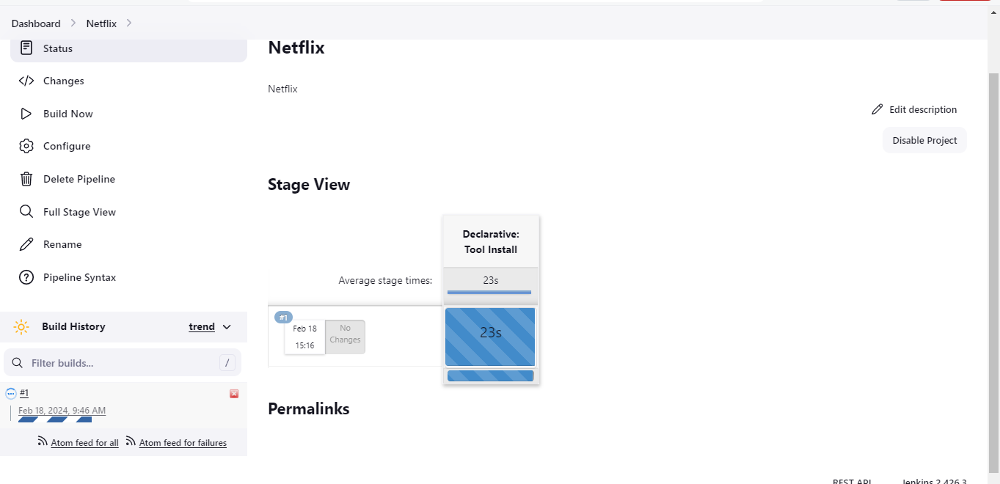 Dashboard
Netflix
Status
Changes
Build Now
Configure
Delete Pipeline
Full Stage View
Rename
Pipeline Syntax
Build History
trend
Filter builds...
/
#1
Feb 18, 2024, 9:46 AM
Atom feed for all
Atom feed for failures
Netflix
Netflix
Edit description
Disable Project
Stage View
Declarative:
Tool Install
Average stage times:
23s
#1
Feb 18
15:16
No
Changes
23s
Permalinks
REST API
Jenkins 2.426.3